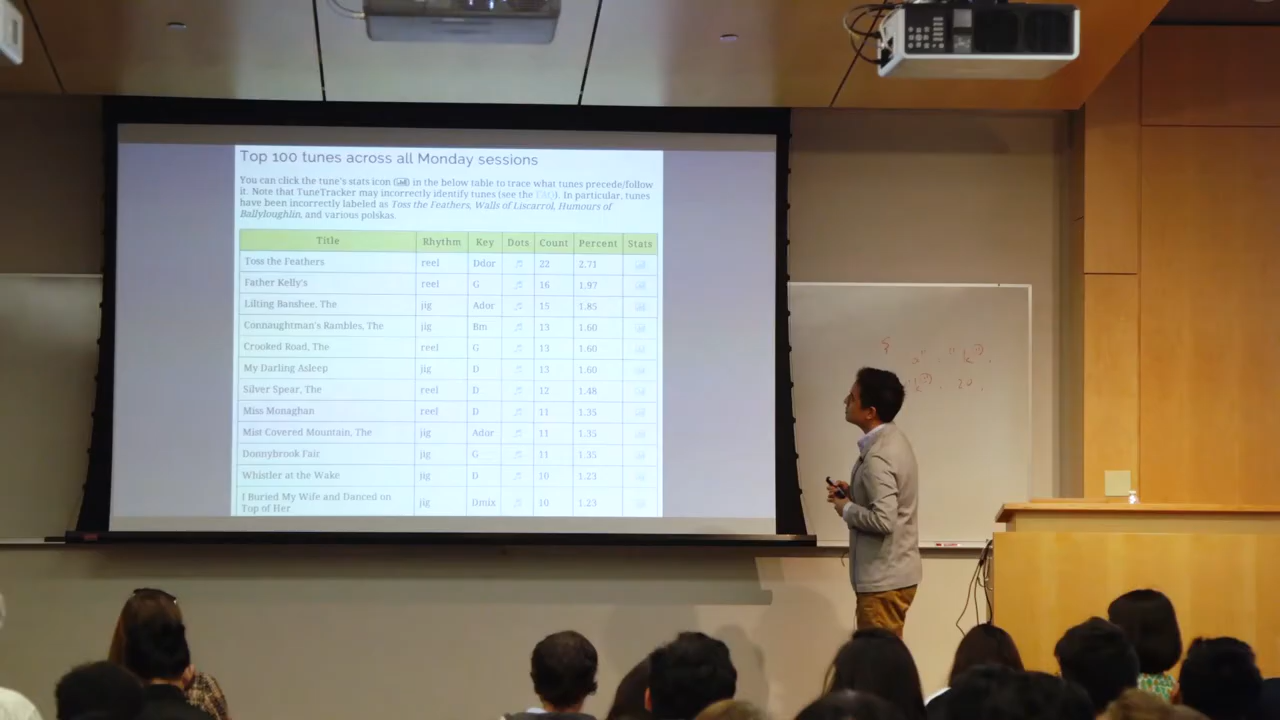 Top 100 tunes across all Monday sessions
You can click the tune's stats icon ( ) in the below table to trace what tunes precede/follow
it. Note that TuneTracker may incorrectly identify tunes (see the FAQ). In particular, tunes
have been incorrectly labeled as Toss the Feathers, Walls of Liscarrol, Humours of
Ballyloughlin, and various polskas.
Title Rhythm Key Dots Count Percent Stats
Toss the Feathers reel Ddor 22 2.71
Father Kelly's reel G 16 1.97
Lilting Banshee, The jig Ador 15 1.85
Connaughtman's Rambles, The jig Bm 13 1.60
Crooked Road, The reel G 13 1.60
My Darling Asleep jig D 13 1.60
Silver Spear, The reel D 12 1.48
Miss Monaghan reel D 11 1.35
Mist Covered Mountain, The jig Ador 11 1.35
Donnybrook Fair jig G 11 1.35
Whistler at the Wake jig D 10 1.23
I Buried My Wife and Danced on
Top of Her jig Dmix 10 1.23